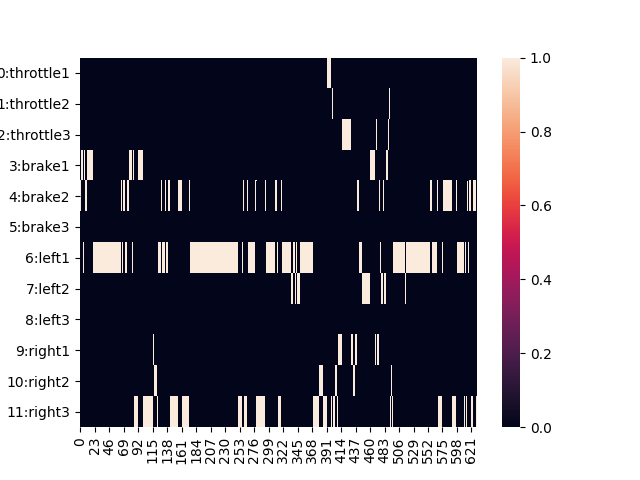 0:throttle1
1:throttle2
2:throttle3
3:brake1
4:brake2
5:brake3
6:left1
7:left2
8:left3
9:right1
10:right2
11:right3
0 23 46 69 92 115 138 161 184 207 230 253 276 299 322 345 368 391 414 437 460 483 506 529 552 575 598 621
1.0
0.8
0.6
0.4
0.2
0.0